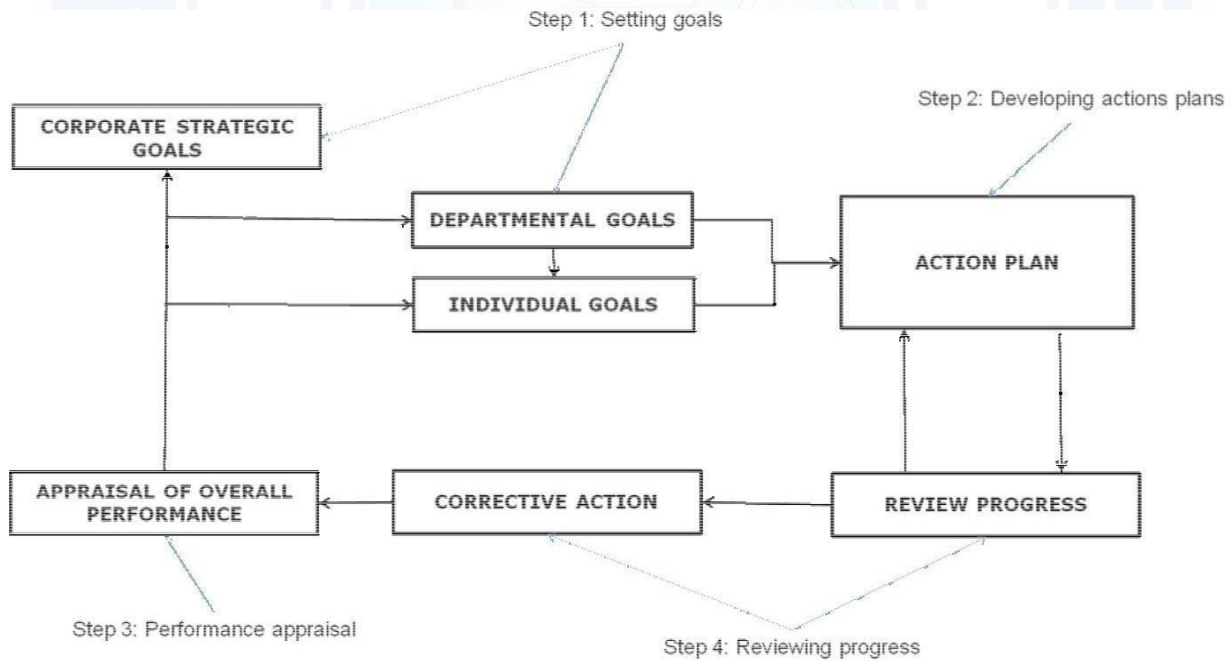 Step 1: Setting goals
Step 2: Developing actions plans
CORPORATE STRATEGIC
GOALS
DEPARTMENTAL GOALS
ACTION PLAN
INDIVIDUAL GOALS
APPRAISAL OF OVERALL
PERFORMANCE
CORRECTIVE ACTION
REVIEW PROGRESS
Step 3: Performance appraisal
Step 4: Reviewing progress